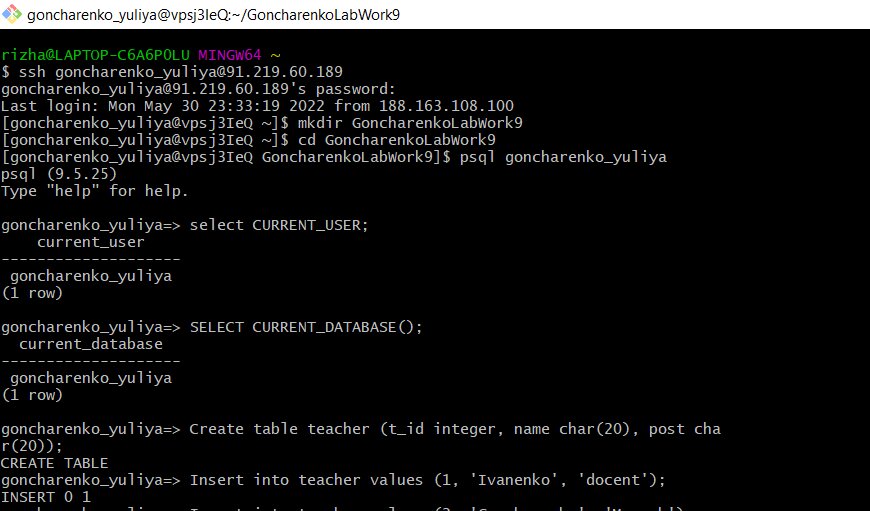 goncharenko_yuliya@vpsj3IeQ:~/GoncharenkoLabWork9
rizha@LAPTOP-C6A6P0LU MINGW64 ~
$ ssh goncharenko_yuliya@91.219.60.189
goncharenko_yuliya@91.219.60.189's password:
Last login: Mon May 30 23:33:19 2022 from 188.163.108.100
[goncharenko_yuliya@vpsj3IeQ ~]$ mkdir GoncharenkoLabWork9
[goncharenko_yuliya@vpsj3IeQ ~]$ cd GoncharenkoLabWork9
[goncharenko_yuliya@vpsj3IeQ GoncharenkoLabWork9]$ psql goncharenko_yuliya
psql (9.5.25)
Type "help" for help.
goncharenko_yuliya=> select CURRENT_USER;
current_user
--------------------
goncharenko_yuliya
(1 row)
goncharenko_yuliya=> SELECT CURRENT_DATABASE();
current_database
--------------------
goncharenko_yuliya
(1 row)
goncharenko_yuliya=> Create table teacher (t_id integer, name char(20), post cha
r(20));
CREATE TABLE
goncharenko_yuliya=> Insert into teacher values (1, 'Ivanenko', 'docent');
INSERT 0 1